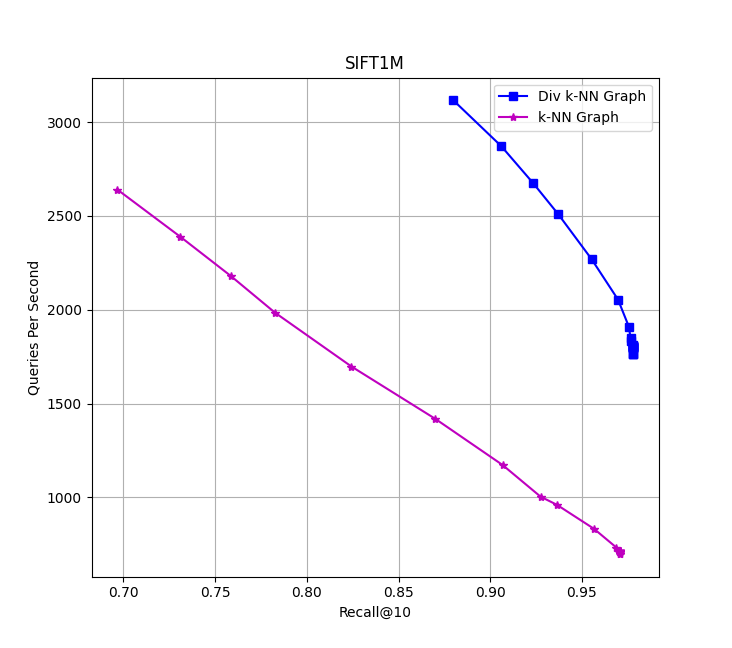 SIFT1M
Div k-NN Graph
k-NN Graph
Queries Per Second
3000
2500
2000
1500
1000
0.70 0.75 0.80 0.85 0.90 0.95
Recall@10